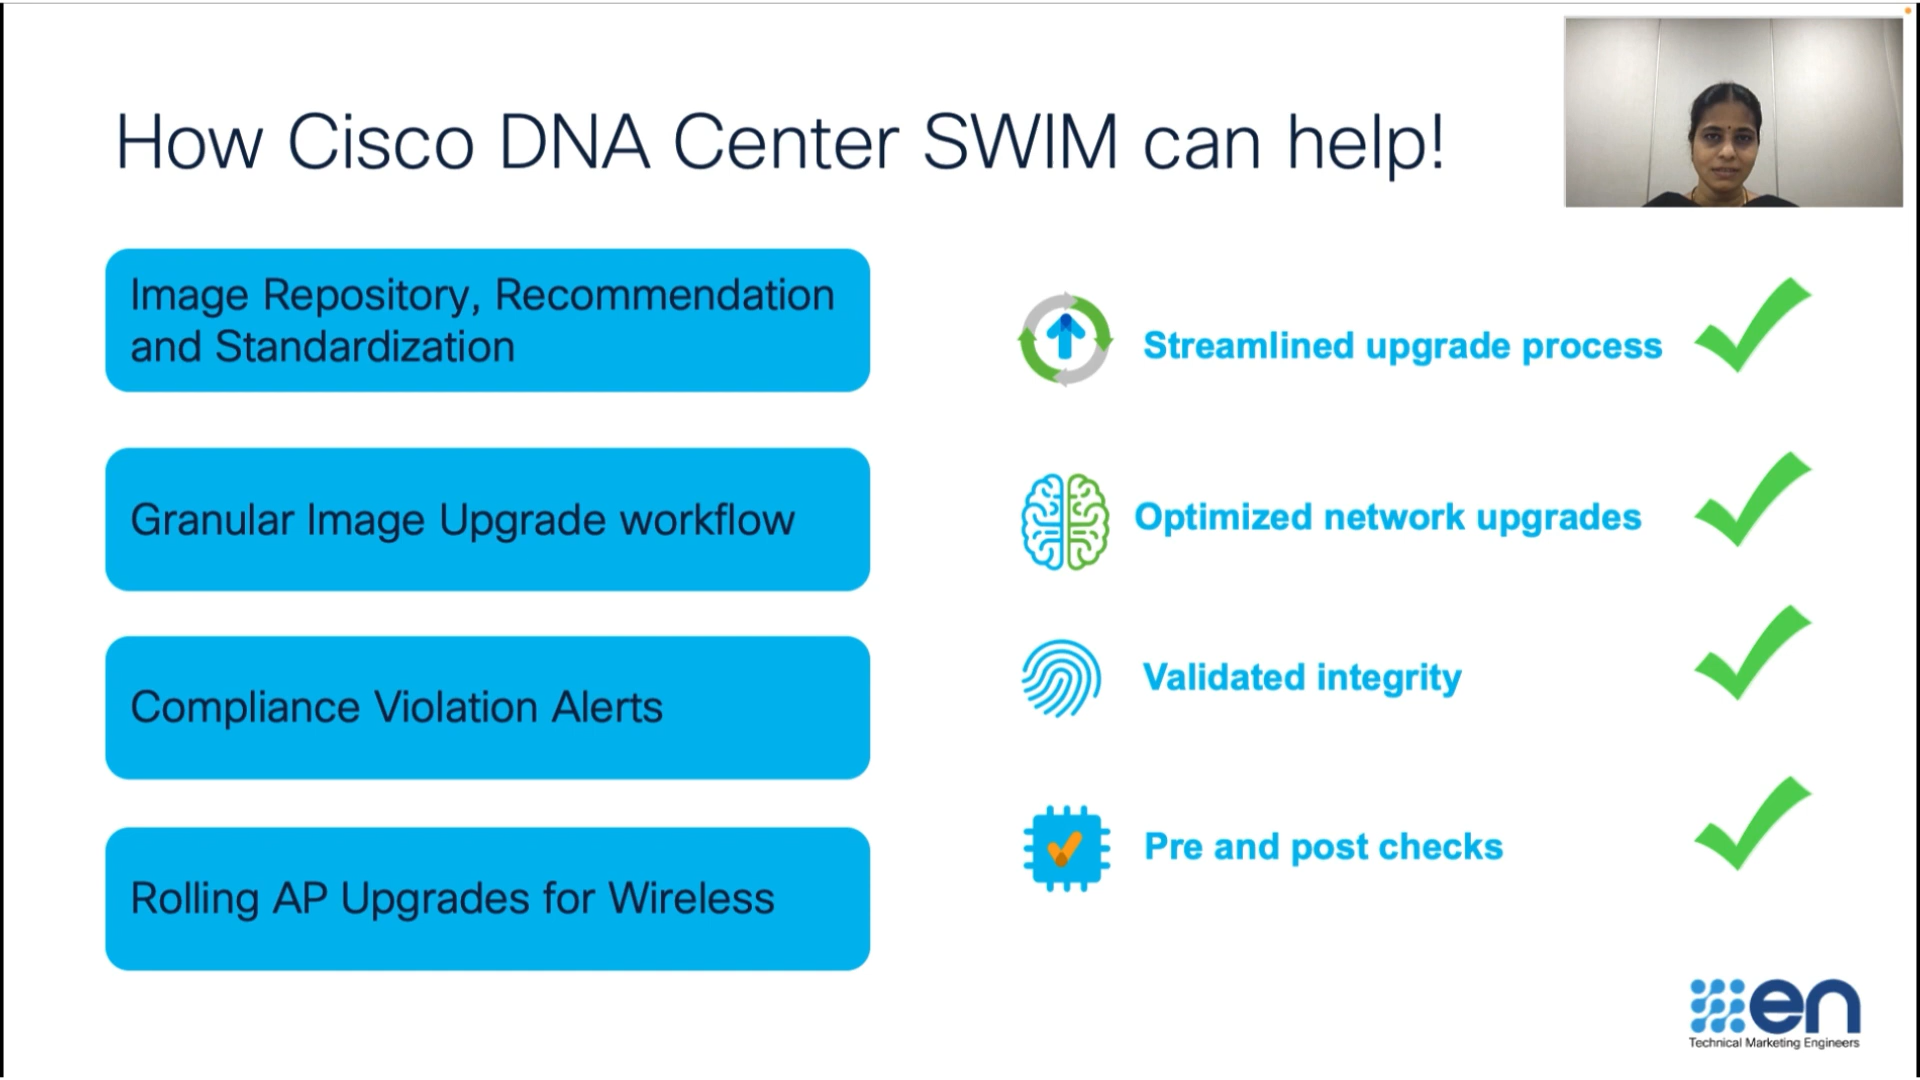 How Cisco DNA Center SWIM can help!
Image Repository, Recommendation
and Standardization
Granular Image Upgrade workflow
Compliance Violation Alerts
Rolling AP Upgrades for Wireless
Streamlined upgrade process
Optimized network upgrades
Validated integrity
Pre and post checks
en
Technical Marketing Engineers